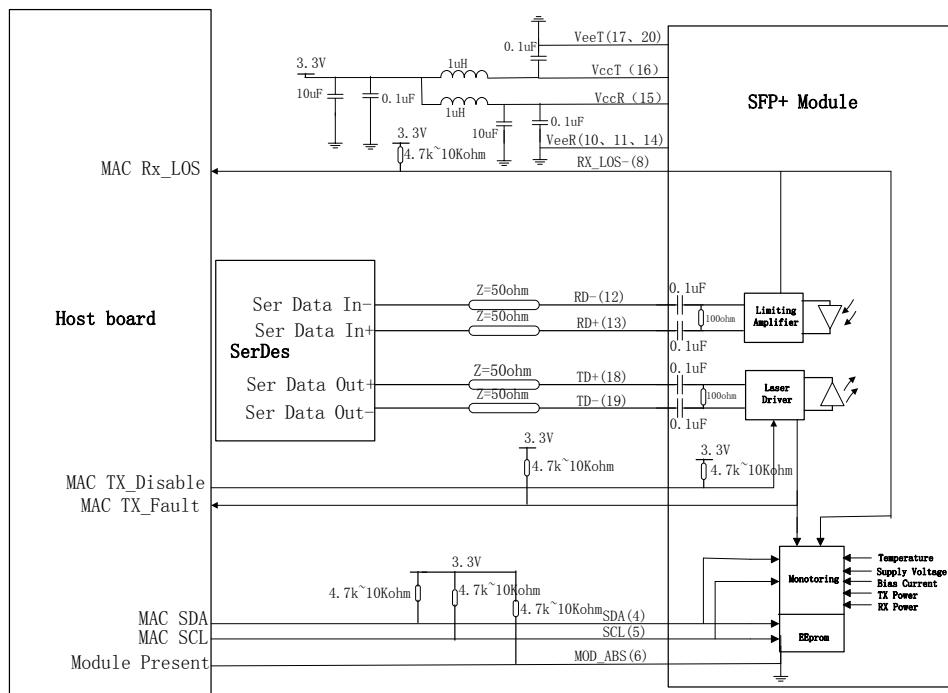 VeeT(17、20)
0.1uF
1uH
3.3V
VccT (16)
10uF
0.1uF
VccR (15)
SFP+ Module
1uH
10uF
0.1uF
3.3V
VeeR(10, 11, 14)
4.7k~10Kohm
RX_LOS-(8)
MAC Rx_LOS
0.1uF
Z=50ohm
RD-(12)
Ser Data In-
Z=50ohm
RD+(13)
100ohm
Limiting
Amplifier
Host board
Ser Data In+
SerDes
0.1uF
0.1uF
Z=50ohm
TD+(18)
Ser Data Out+
Z=50ohm
TD-(19)
100ohm
Laser
Driver
Ser Data Out-
0.1uF
3.3V
3.3V
4.7k~10Kohm
4.7k~10Kohm
MAC TX_Disable
MAC TX_Fault
3.3V
Temperature
Supply Voltage
Monotoring
Bias Current
TX Power
RX Power
4.7k~10Kohm
4.7k~10Kohm
4.7k~10Kohm
MAC SDA
SDA(4)
MAC SCL
SCL(5)
EEprom
Module Present
MOD_ABS(6)